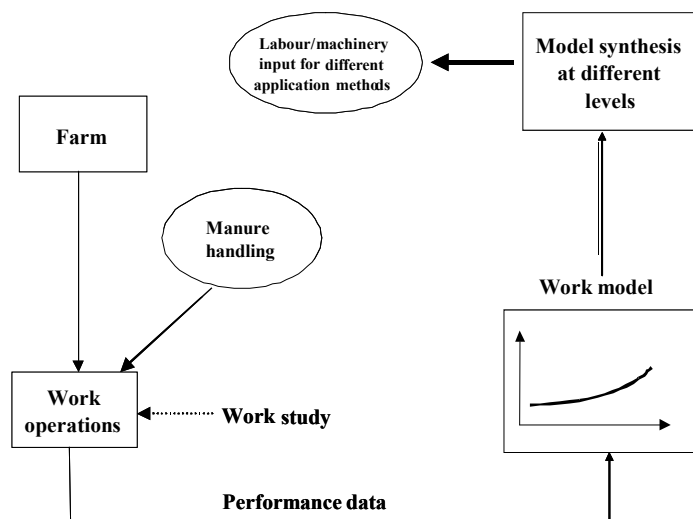 Labour/machinery
input for different
application methods
Model synthesis
at different
levels
Farm
Manure
handling
Work model
Work
operations
Work study
Performance data